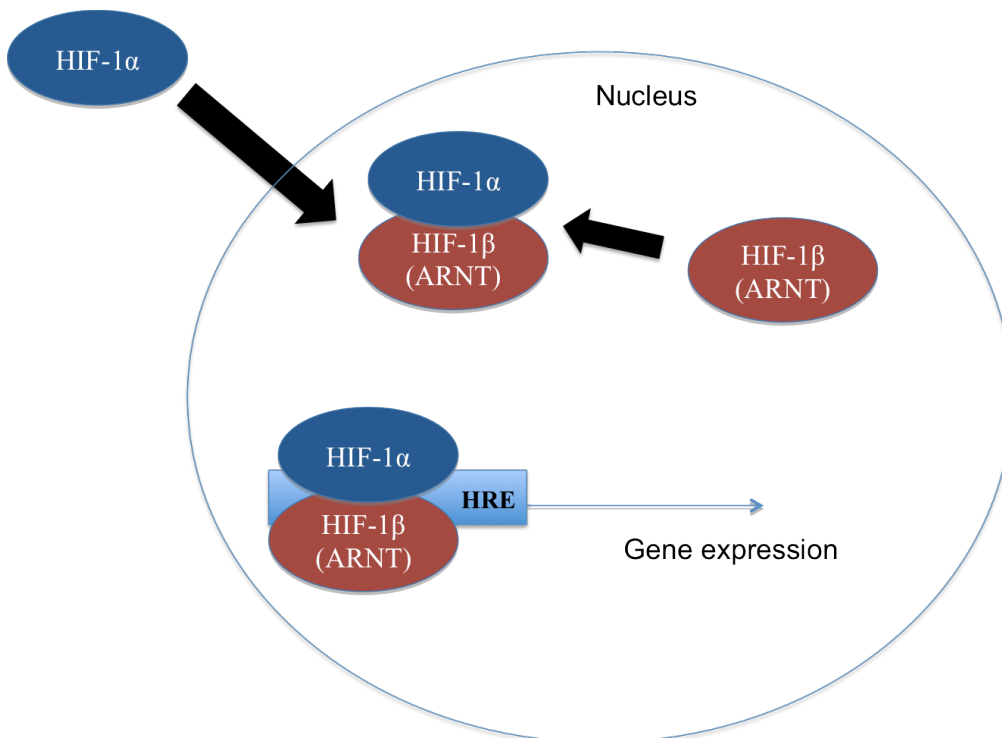 HIF-1α
Nucleus
HIF-1α
HIF-1β
(ARNT)
HIF-1β
(ARNT)
HIF-1α
HRE
HIF-1β
(ARNT)
Gene expression